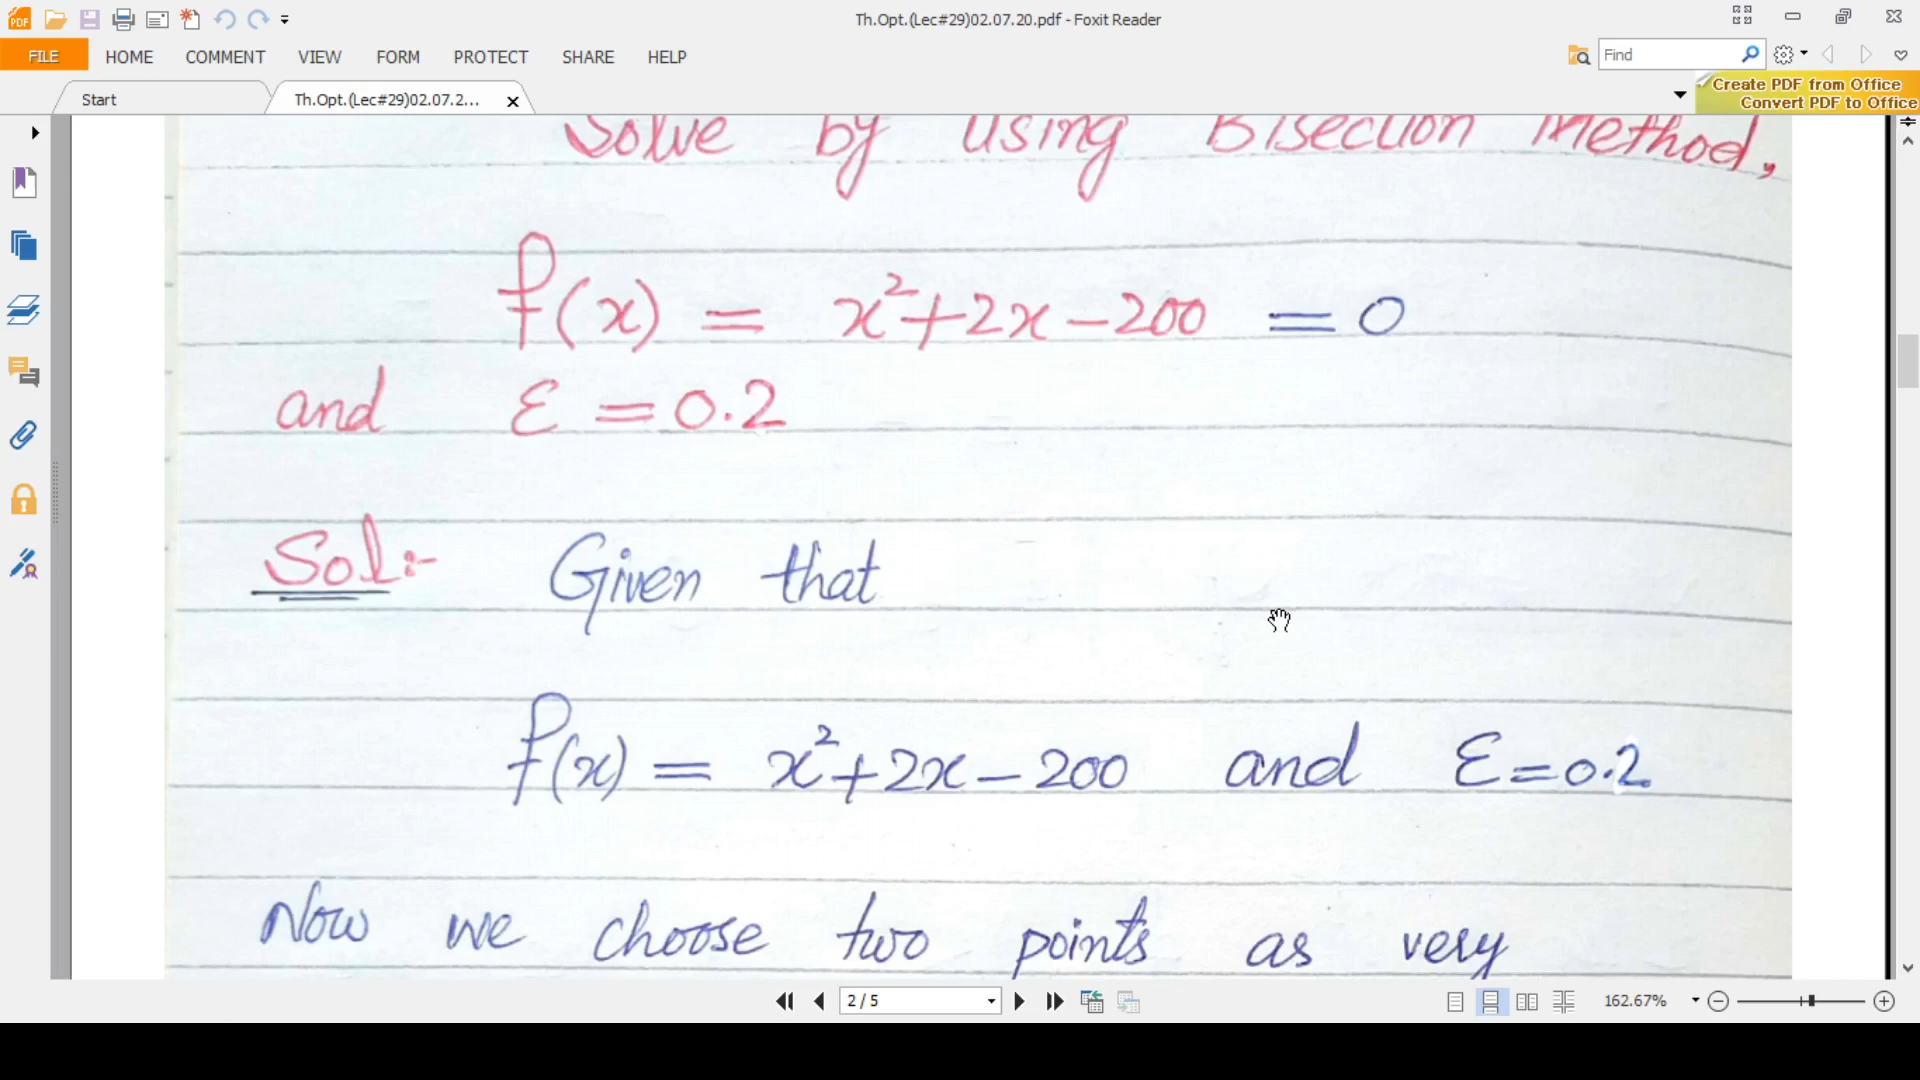 Th.Opt.(Lec#29)02.07.20.pdf - Foxit Reader
FILE HOME COMMENT VIEW FORM PROTECT SHARE HELP
Find
Start Th.Opt.(Lec#29)02.07.2...
Create PDF from Office
Convert PDF to Office
Solve by using Bisection Method,
f(x) = x²+2x-200 = 0
and ε = 0.2
Sol:- Given that
f(x) = x²+2x-200 and ε=0.2
Now we choose two points as very
2 / 5
162.67%